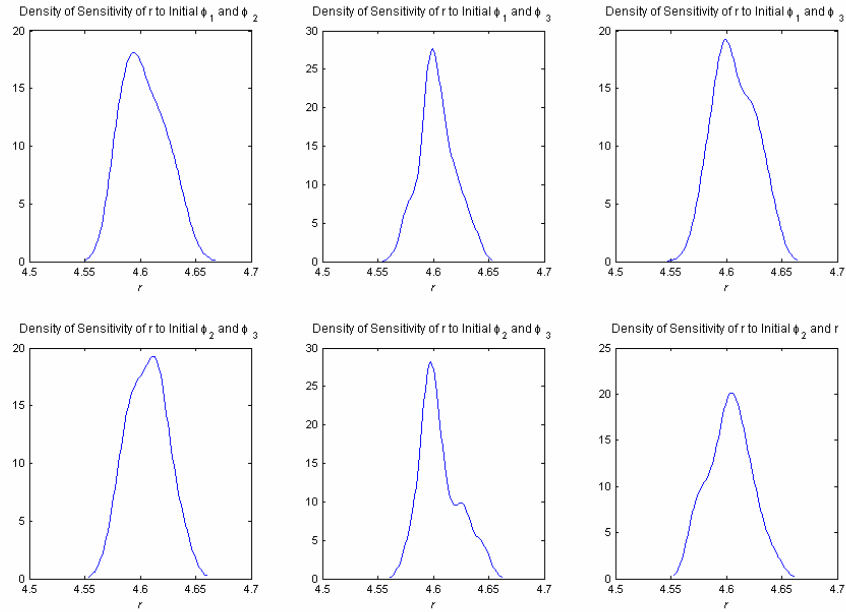 Density of Sensitivity of r to Initial ϕ1 and ϕ2
20
15
10
5
0
4.5 4.55 4.6 4.65 4.7
r
Density of Sensitivity of r to Initial ϕ1 and ϕ3
30
25
20
15
10
5
0
4.5 4.55 4.6 4.65 4.7
r
Density of Sensitivity of r to Initial ϕ1 and ϕ3
20
15
10
5
0
4.5 4.55 4.6 4.65 4.7
r
Density of Sensitivity of r to Initial ϕ2 and ϕ3
20
15
10
5
0
4.5 4.55 4.6 4.65 4.7
r
Density of Sensitivity of r to Initial ϕ2 and ϕ3
30
25
20
15
10
5
0
4.5 4.55 4.6 4.65 4.7
r
Density of Sensitivity of r to Initial ϕ2 and r
25
20
15
10
5
0
4.5 4.55 4.6 4.65 4.7
r